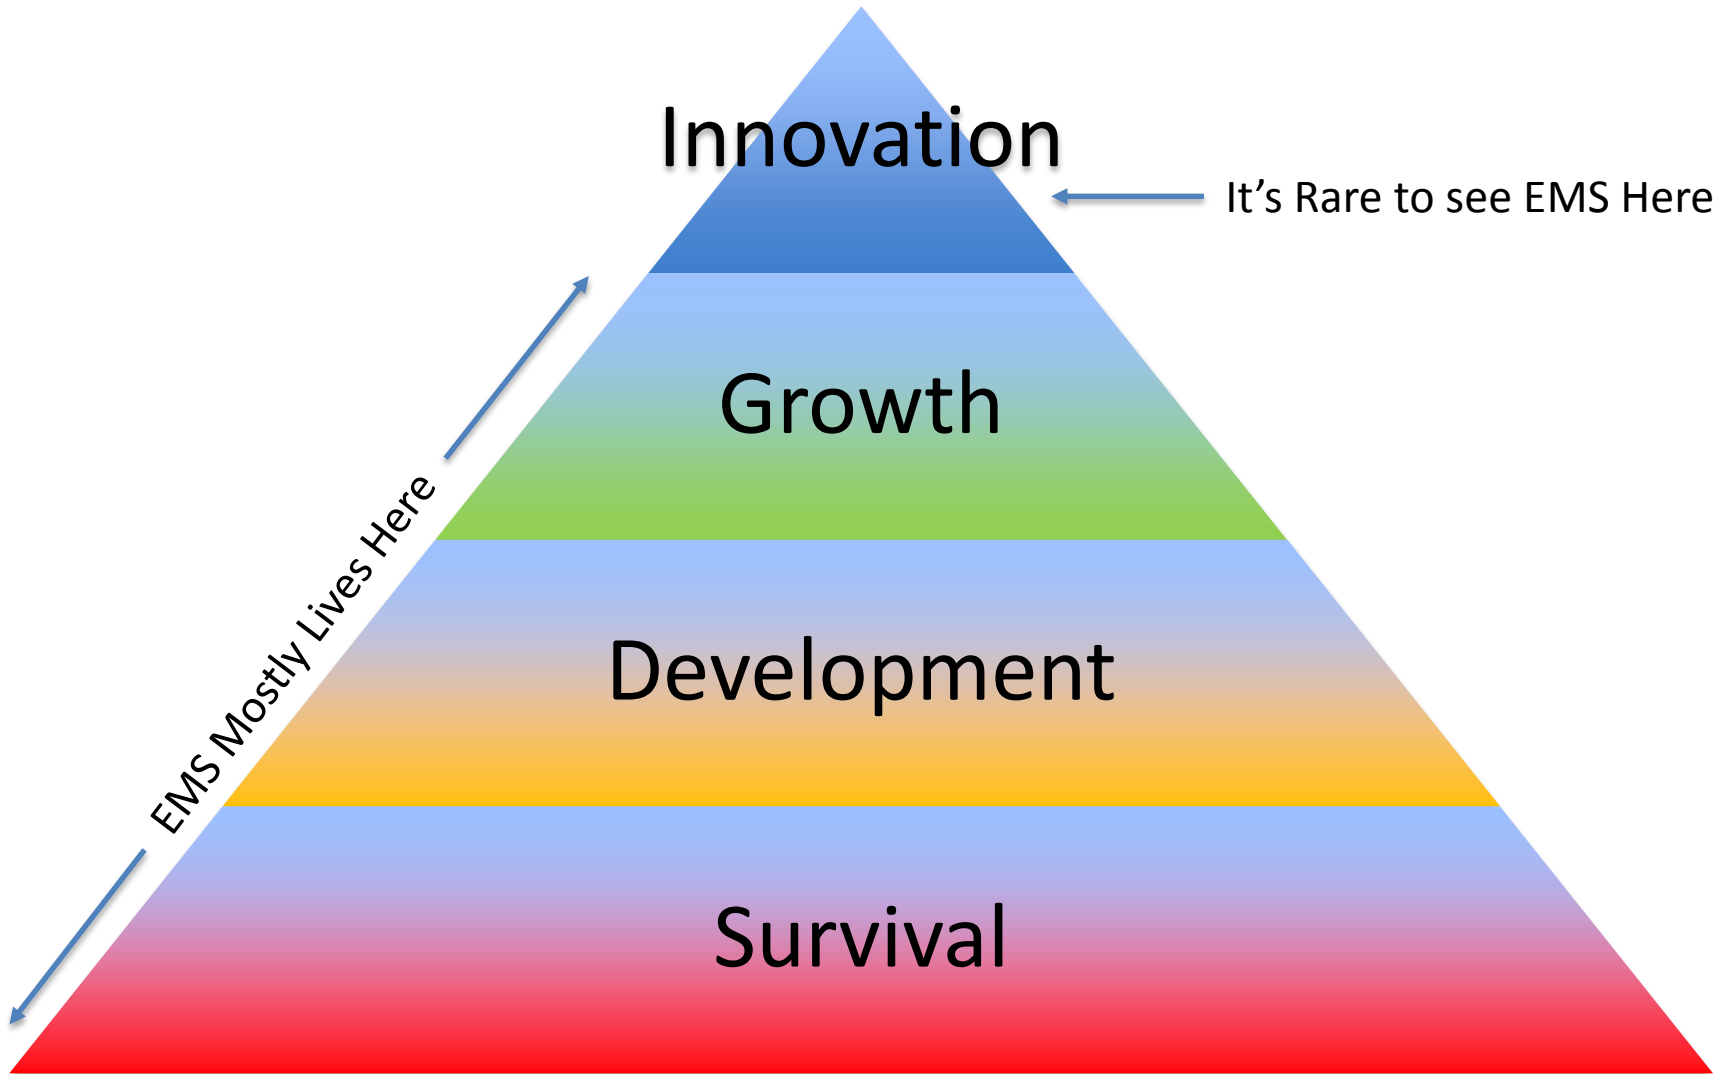 Innovation
It’s Rare to see EMS Here
Growth
EMS Mostly Lives Here
Development
Survival